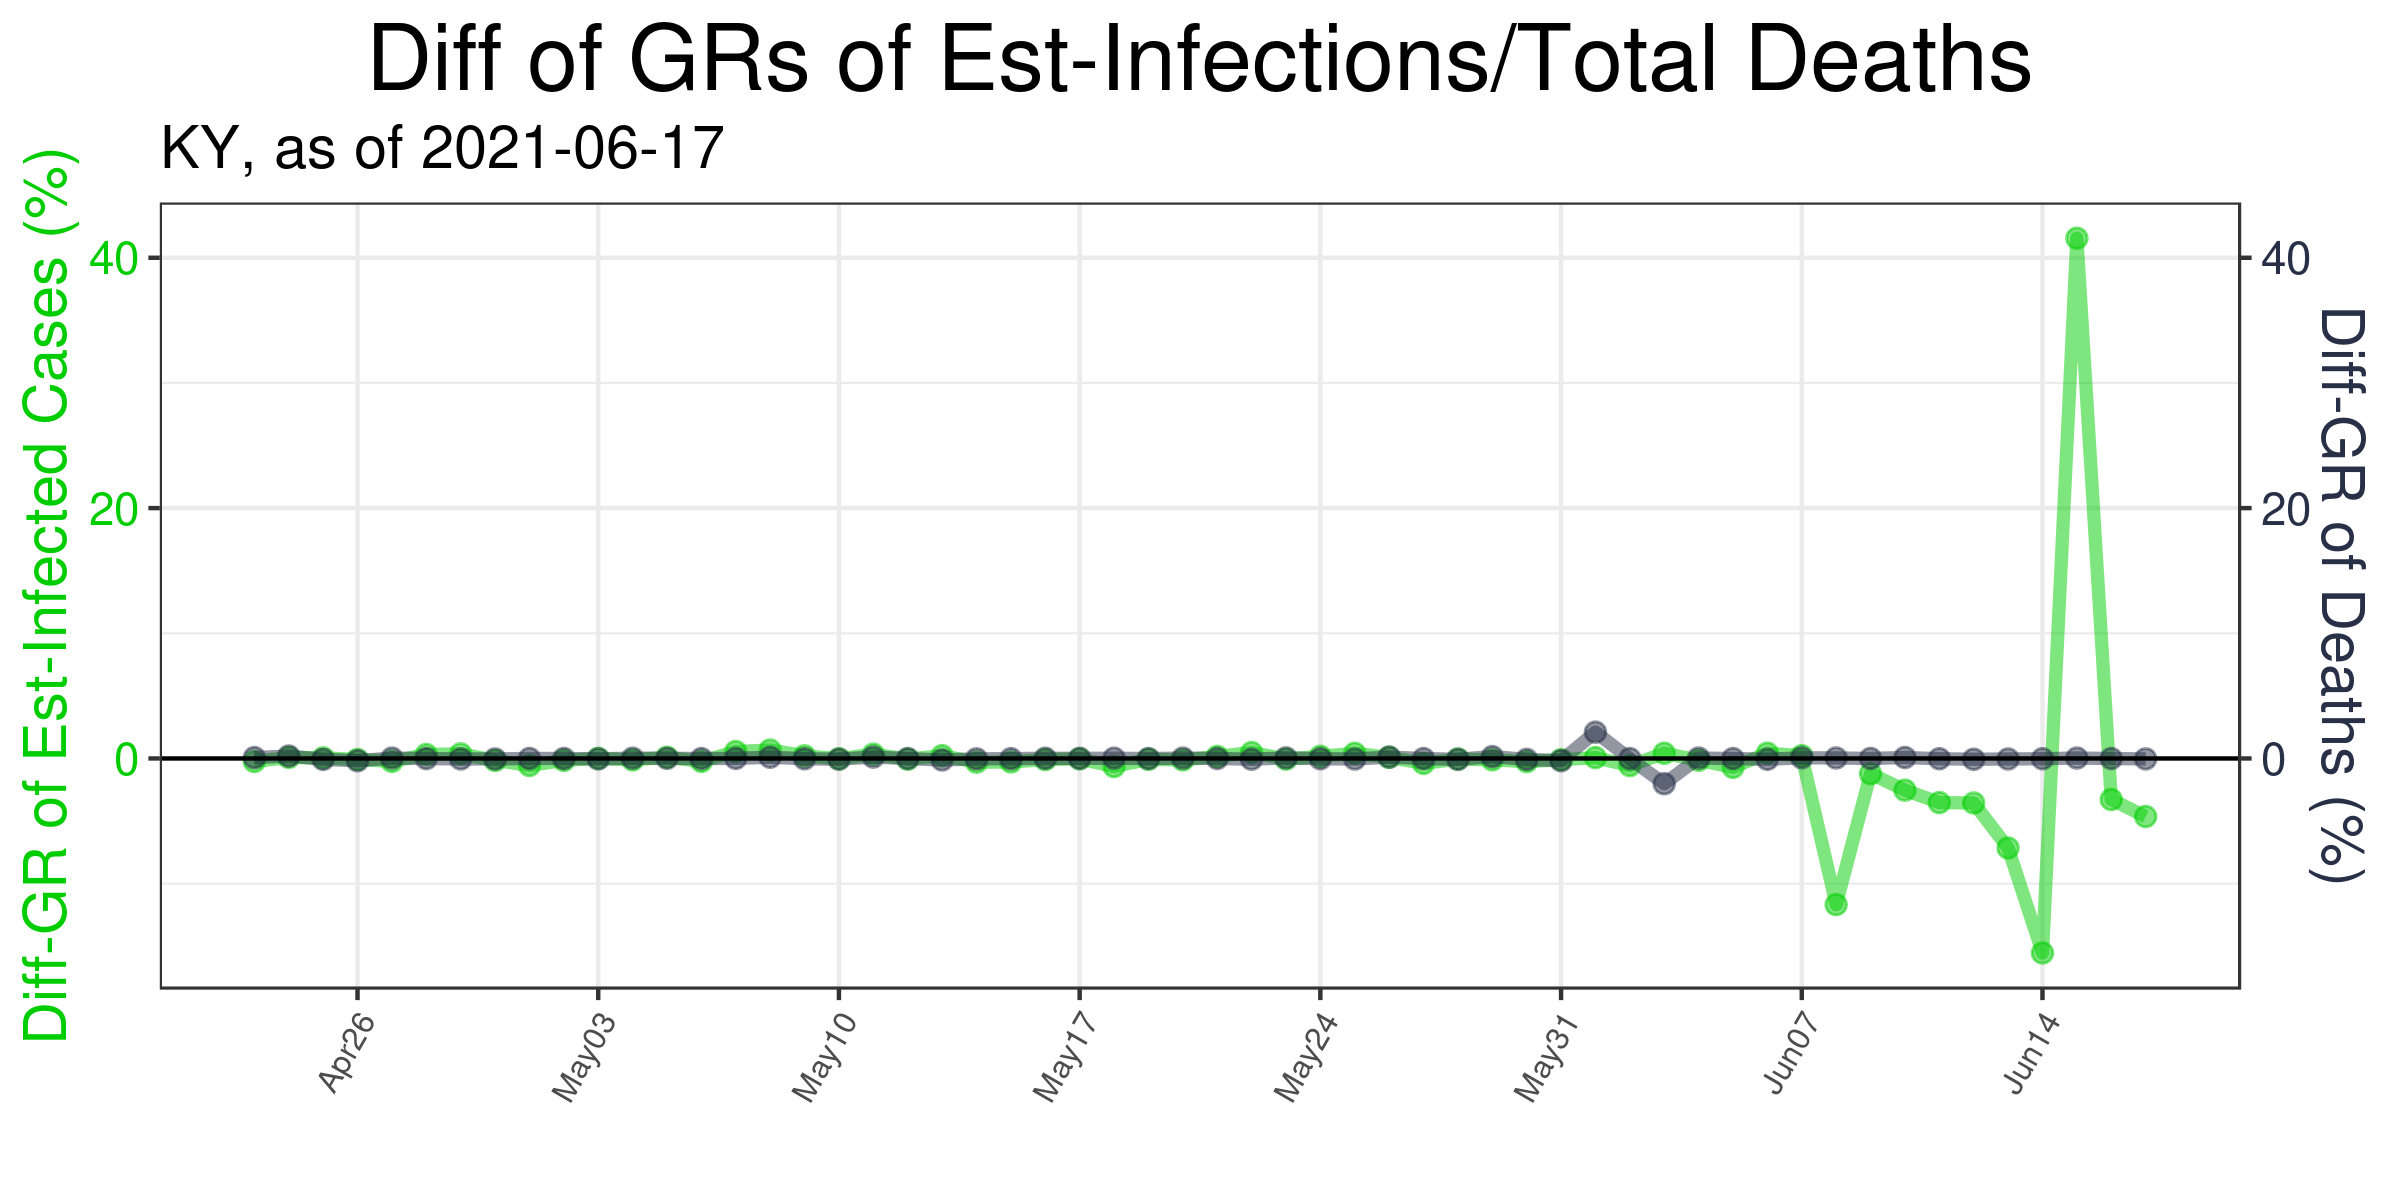 Diff of GRs of Est-Infections/Total Deaths
KY, as of 2021-06-17
Diff-GR of Est-Infected Cases (%)
40
20
0
40
20
0
Diff-GR of Deaths (%)
Apr26
May03
May10
May17
May24
May31
Jun07
Jun14